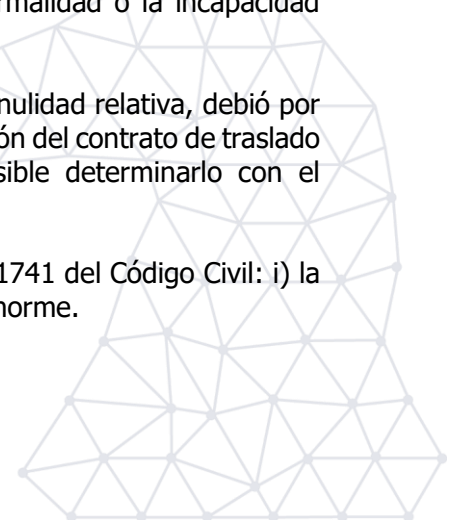 la incapacidad
nulidad relativa, debió por
ón del contrato de traslado
sible determinarlo con el
1741 del Código Civil: i) la
norme.